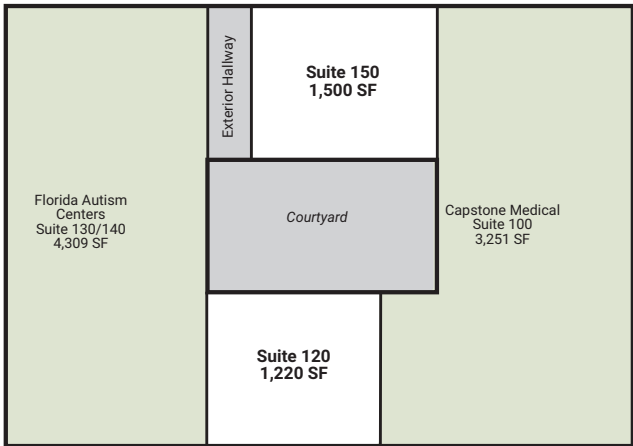 Exterior Hallway
Suite 150
1,500 SF
Florida Autism
Centers
Suite 130/140
4,309 SF
Courtyard
Capstone Medical
Suite 100
3,251 SF
Suite 120
1,220 SF